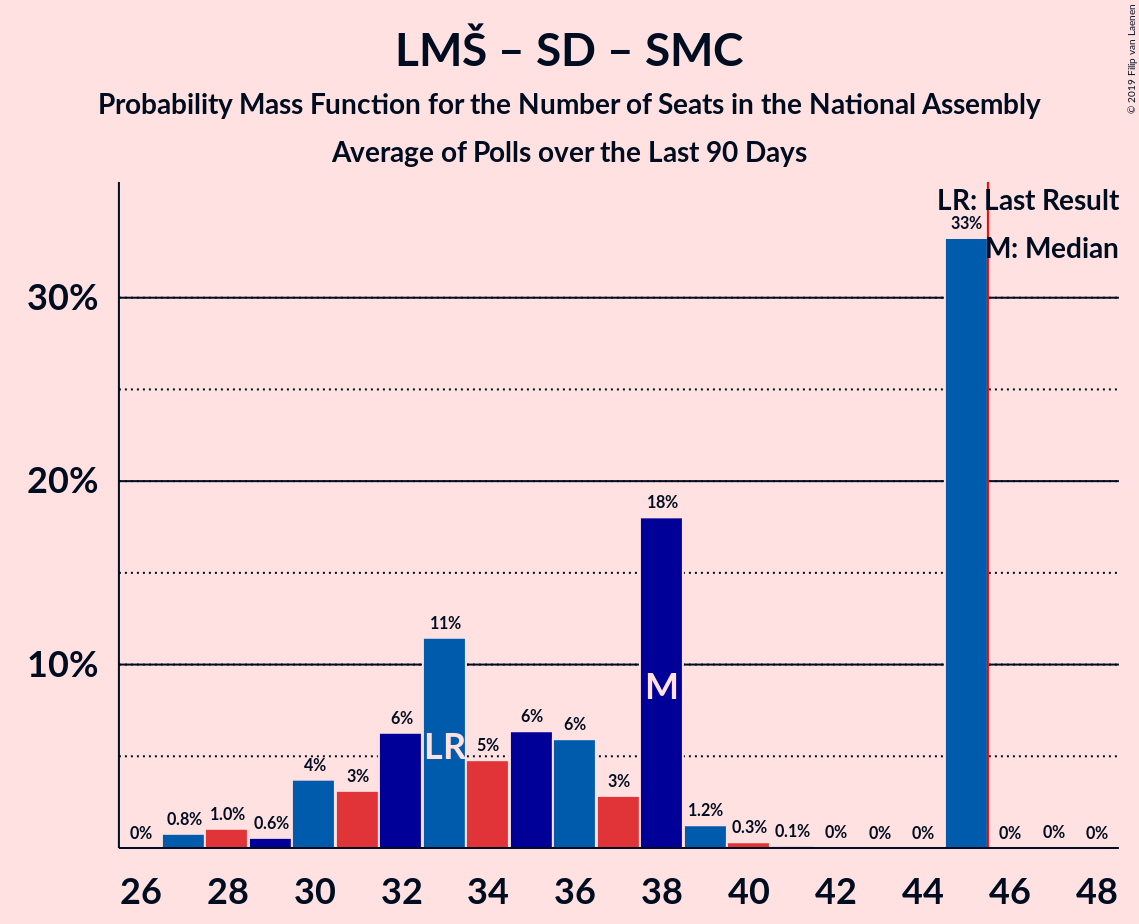 LMŠ – SD – SMC
Probability Mass Function for the Number of Seats in the National Assembly
Average of Polls over the Last 90 Days
© 2019 Filip van Laenen
LR: Last Result
M: Median
30%
20%
10%
0%
0.8%
1.0%
0.6%
4%
3%
6%
11%
5%
6%
6%
3%
18%
1.2%
0.3%
0.1%
0%
0%
0%
33%
0%
0%
0%
LR
M
26 28 30 32 34 36 38 40 42 44 46 48